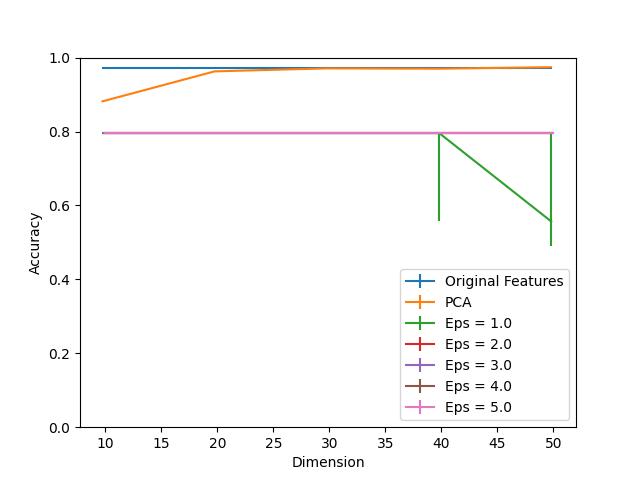 1.0
0.8
0.6
0.4
0.2
0.0
Accuracy
Original Features
PCA
Eps = 1.0
Eps = 2.0
Eps = 3.0
Eps = 4.0
Eps = 5.0
10 15 20 25 30 35 40 45 50
Dimension